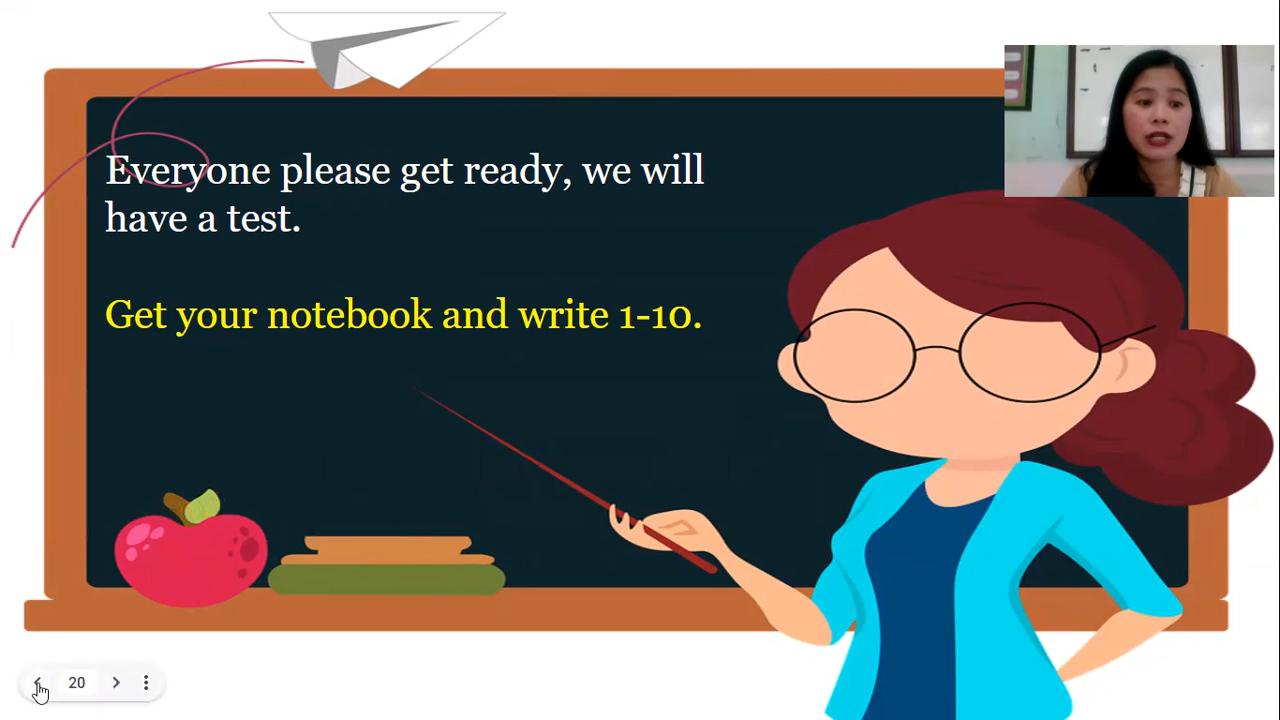 Everyone please get ready, we will
have a test.
Get your notebook and write 1-10.
20